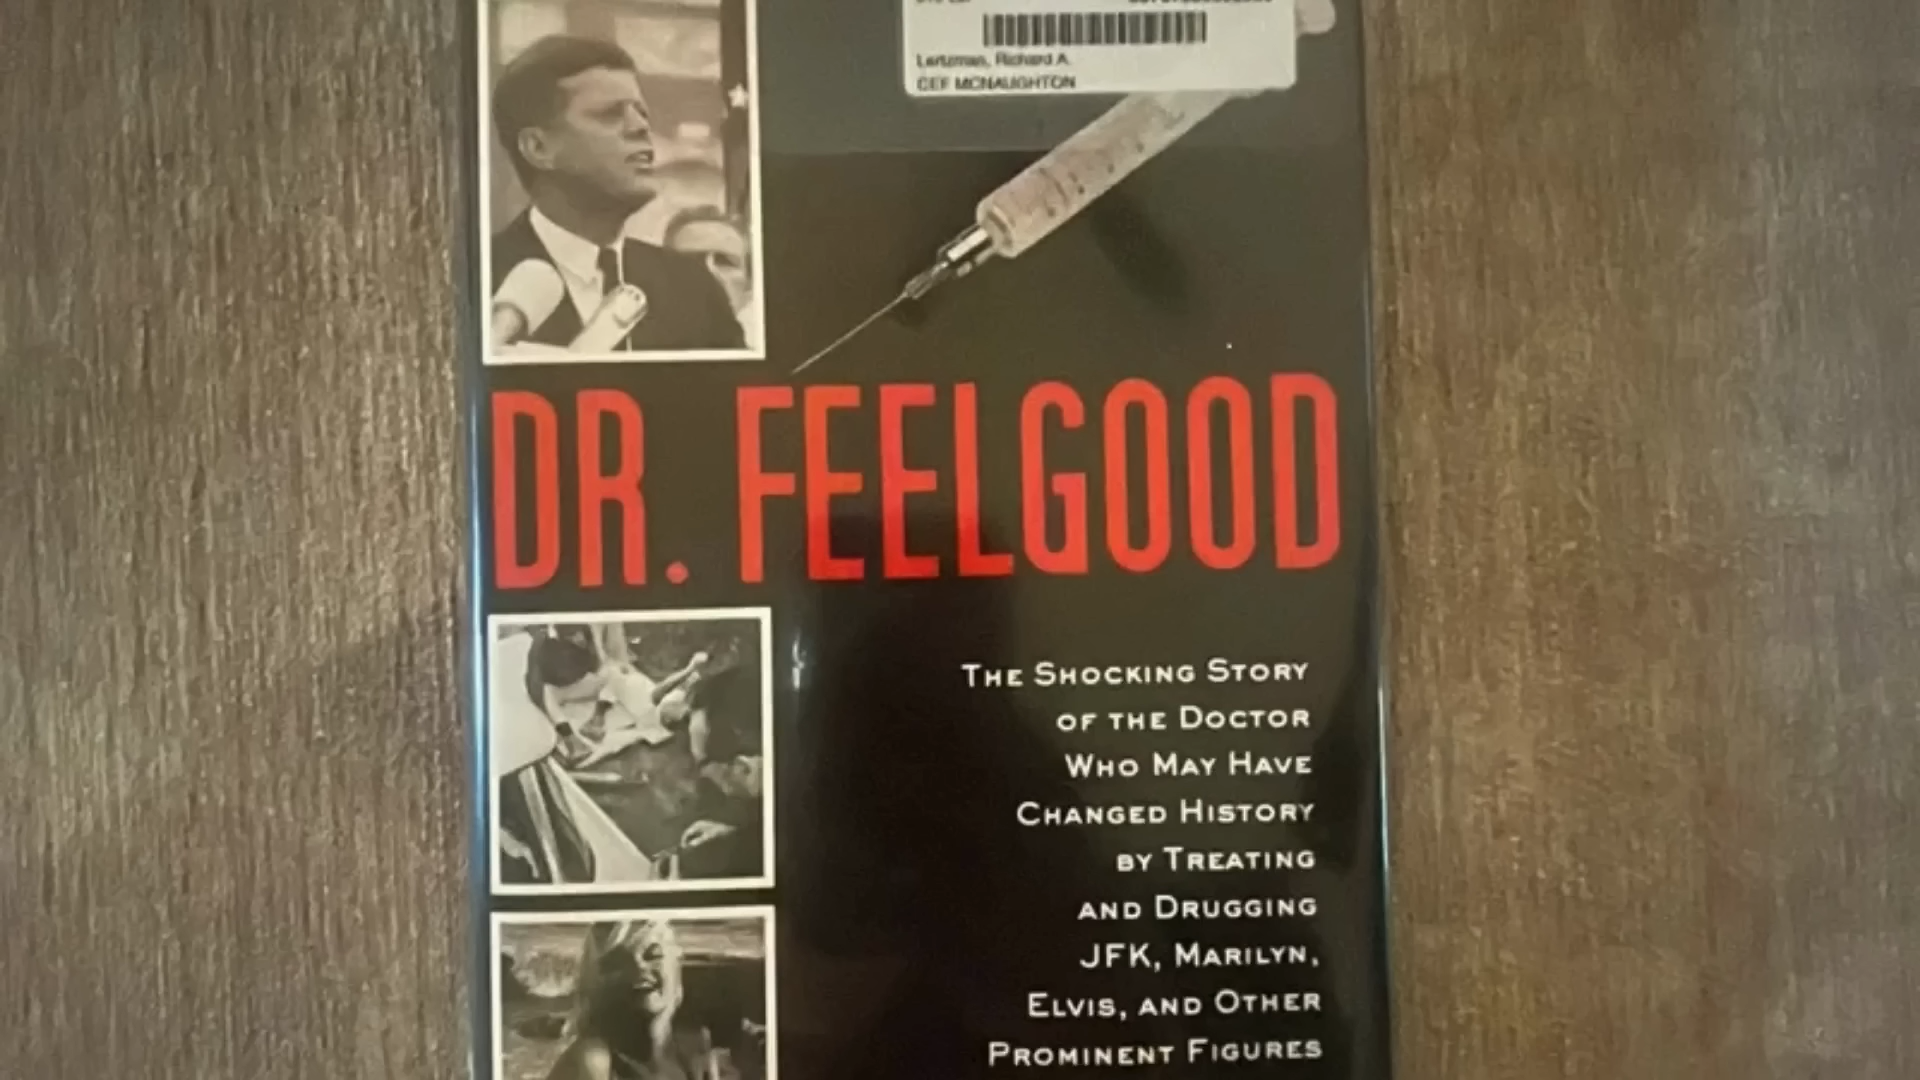 Lertzman, Richard A.
CEF MCNAUGHTON
DR. FEELGOOD
THE SHOCKING STORY
OF THE DOCTOR
WHO MAY HAVE
CHANGED HISTORY
BY TREATING
AND DRUGGING
JFK, MARILYN,
ELVIS, AND OTHER
PROMINENT FIGURES